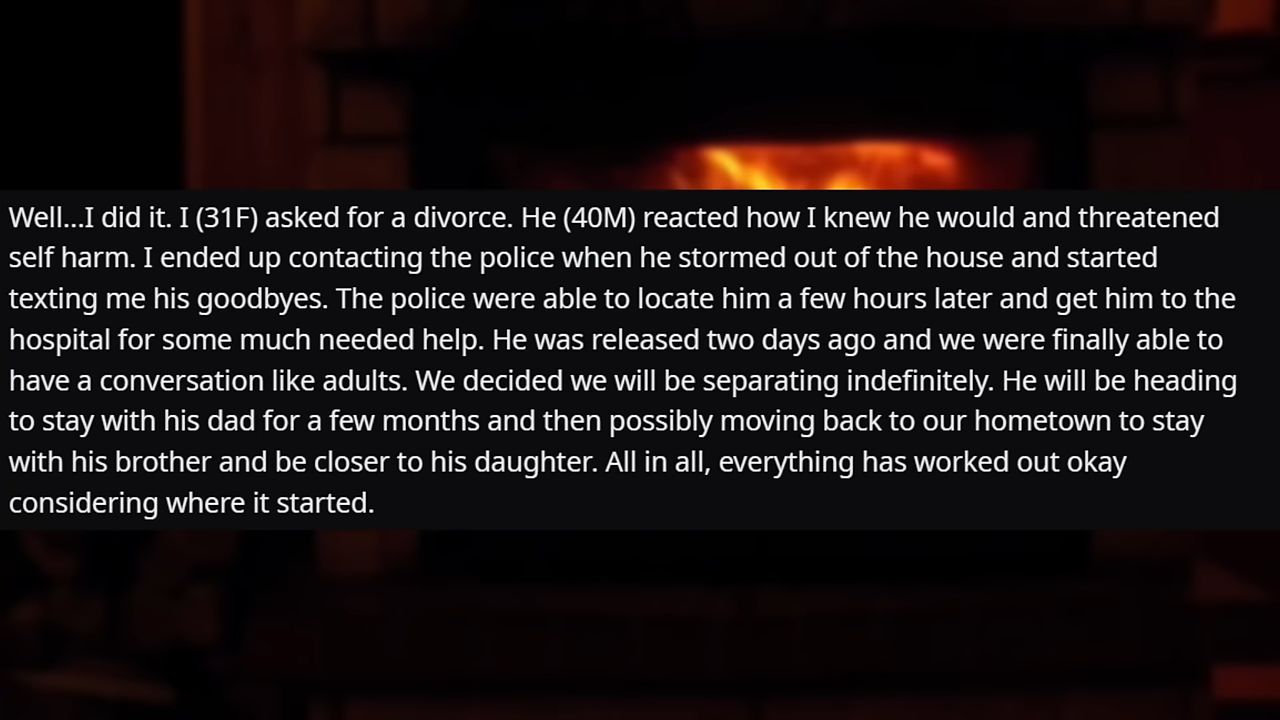 Well...I did it. I (31F) asked for a divorce. He (40M) reacted how I knew he would and threatened
self harm. I ended up contacting the police when he stormed out of the house and started
texting me his goodbyes. The police were able to locate him a few hours later and get him to the
hospital for some much needed help. He was released two days ago and we were finally able to
have a conversation like adults. We decided we will be separating indefinitely. He will be heading
to stay with his dad for a few months and then possibly moving back to our hometown to stay
with his brother and be closer to his daughter. All in all, everything has worked out okay
considering where it started.